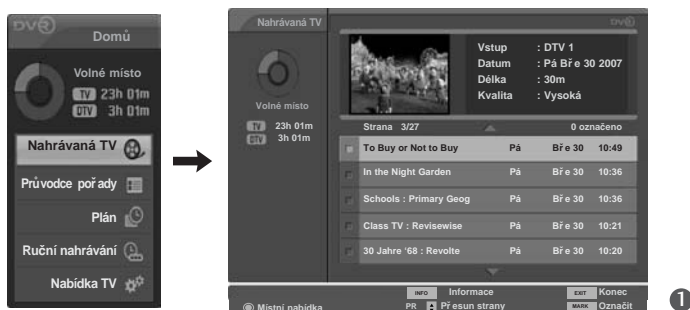 DVR
Domů
Volné místo
TV 23h 01m
DTV 3h 01m
Nahrávaná TV
Průvodce pořady
Plán
Ruční nahrávání
Nabídka TV
Nahrávaná TV
DVR
Volné místo
TV 23h 01m
DTV 3h 01m
Vstup : DTV 1
Datum : Pá Bře 30 2007
Délka : 30m
Kvalita : Vysoká
Strana 3/27 0 označeno
To Buy or Not to Buy Pá Bře 30 10:49
In the Night Garden Pá Bře 30 10:36
Schools : Primary Geog Pá Bře 30 10:36
Class TV : Revisewise Pá Bře 30 10:21
30 Jahre '68 : Revolte Pá Bře 30 10:20
INFO Informace EXIT Konec
Místní nabídka PR Přesun strany MARK Označit
1